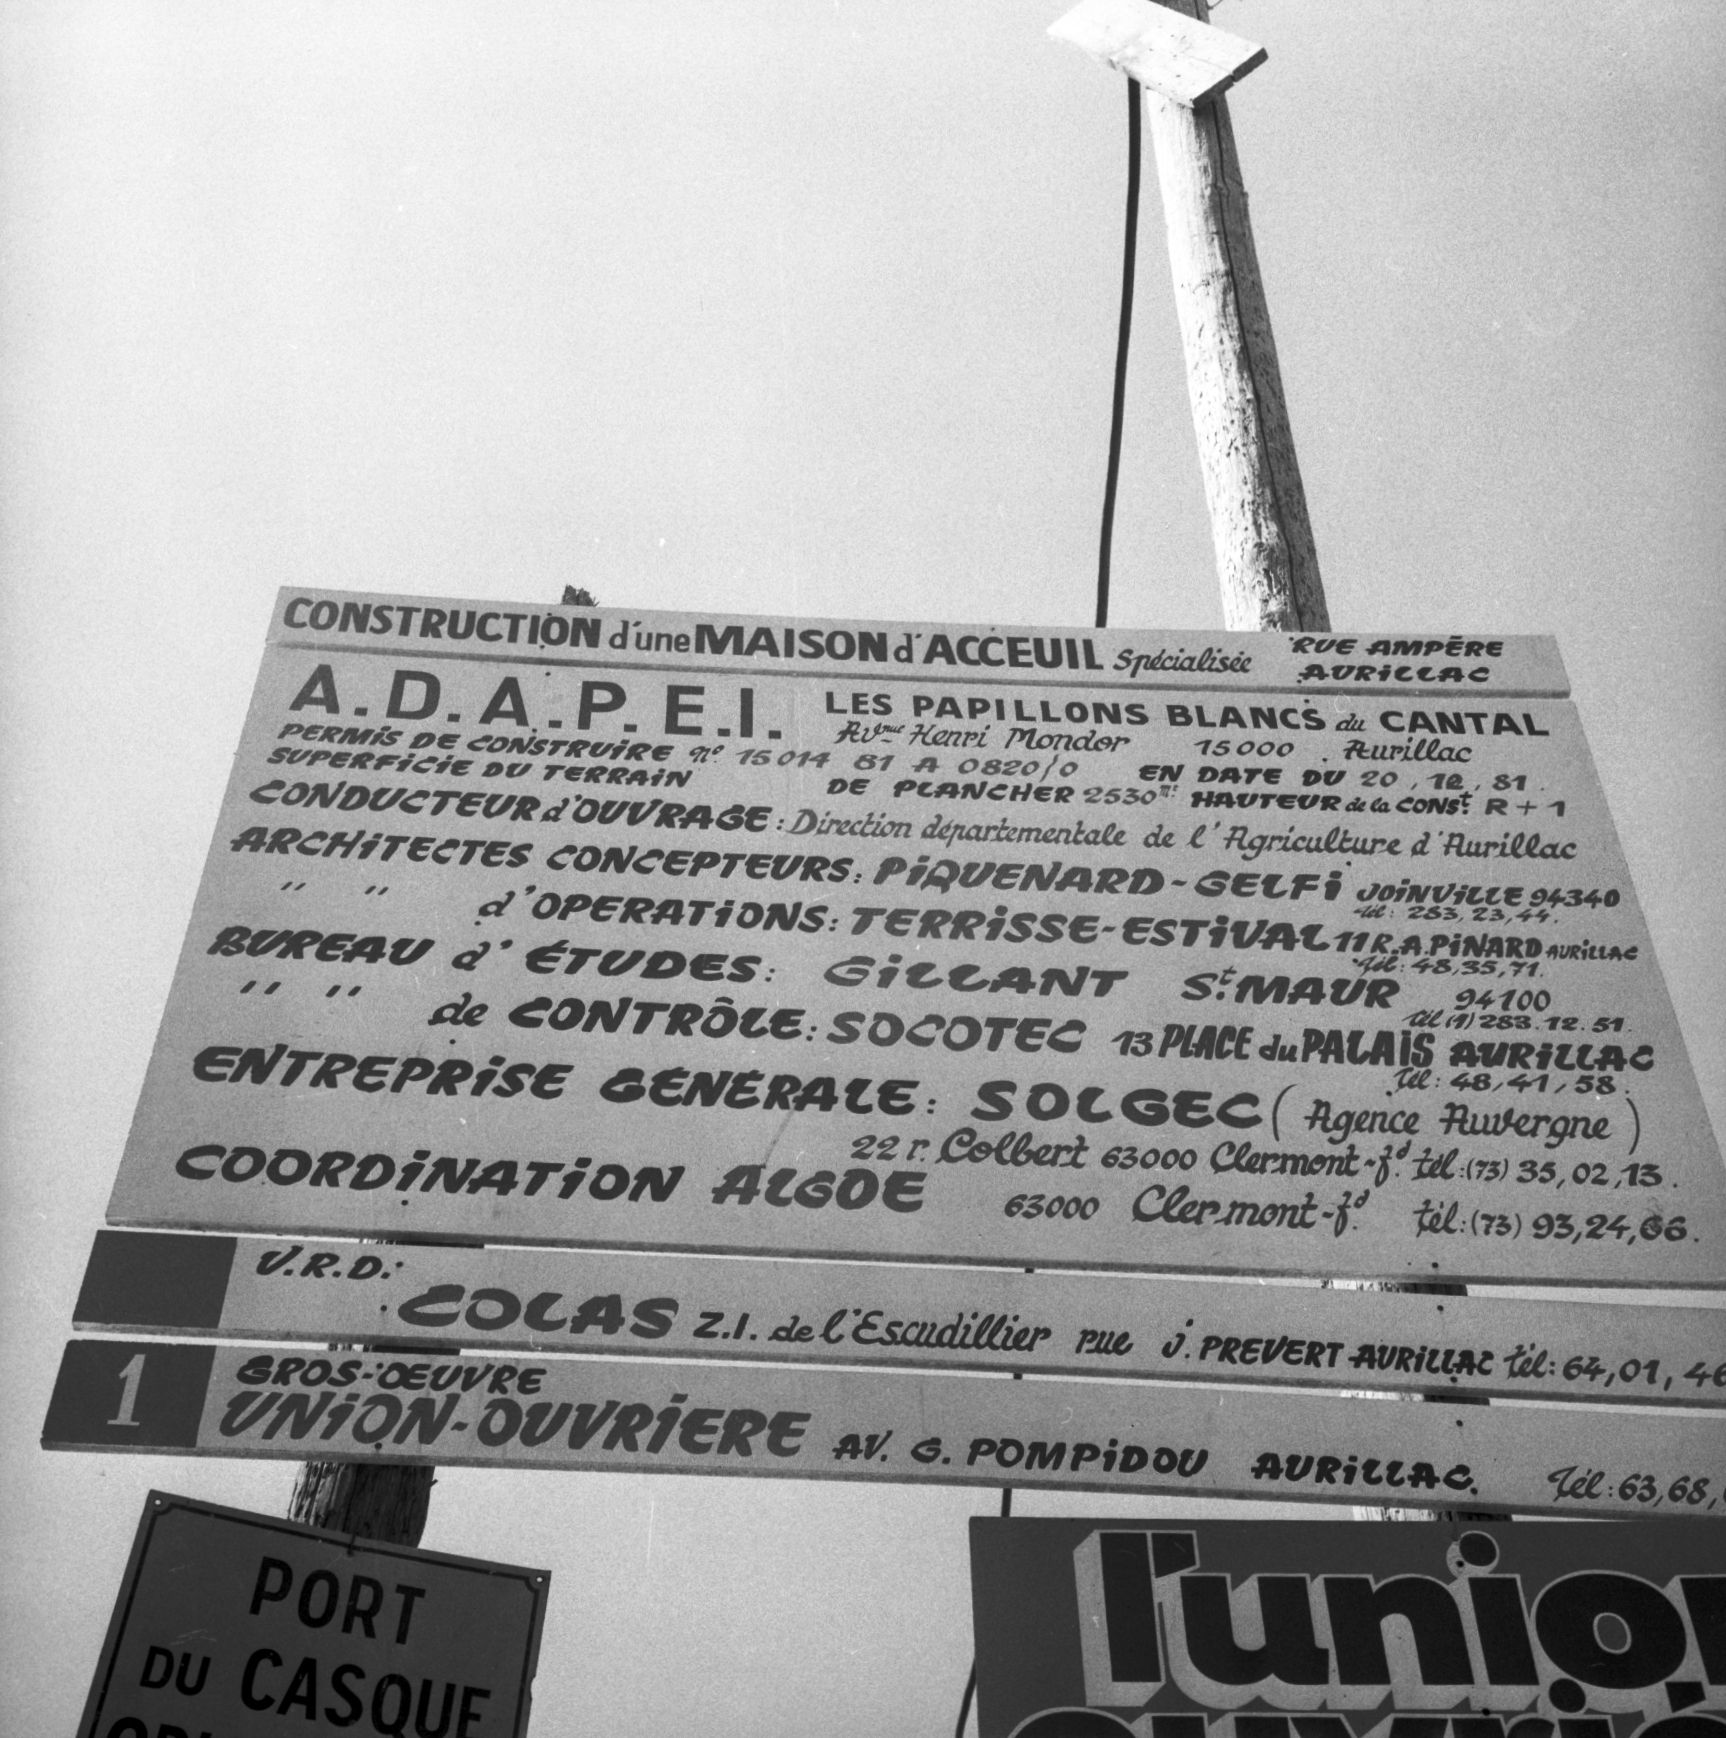 CONSTRUCTION d'une MAISON d'ACCEUIL Spécialisée RUE AMPÈRE
AURILLAC
A.D.A.P.E.I. LES PAPILLONS BLANCS du CANTAL
Avnue Henri Mondor 15000 . Aurillac
PERMIS DE CONSTRUIRE no. 15014 81 A 0820/0 EN DATE DU 20, 12, 81.
SUPERFICIE DU TERRAIN DE PLANCHER 2530 HAUTEUR de la CONSt. R + 1
CONDUCTEUR d'OUVRAGE : Direction départementale de l'Agriculture d'Aurillac
ARCHITECTES CONCEPTEURS: PIQUENARD-GELFI JOINVILLE 94340
Tél: 283,23,44.
" " d'OPERATIONS: TERRISSE-ESTIVAL 11 R.A.PINARD AURILLAC
Tél: 48,35,71.
BUREAU d'ÉTUDES: GILLANT St.MAUR 94100
Tél (1) 283.12.51.
" " de CONTRÔLE: SOCOTEC 13 PLACE du PALAIS AURILLAC
Tél: 48,41,58.
ENTREPRISE GÉNÉRALE: SOLGEC (Agence Auvergne)
22 r. Colbert 63000 Clermont-fd. tél:(73) 35,02,13.
COORDINATION ALGOE 63000 Clermont-fd. tél:(73) 93,24,66.
V.R.D.:
COLAS Z.I. de l'Escudillier rue J. PREVERT AURILLAC tél: 64,01,46
1 GROS-ŒUVRE
UNION-OUVRIERE AV. G. POMPIDOU AURILLAC. Tél: 63,68,
PORT
DU CASQUE
l'union